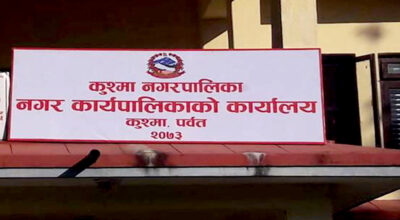 कुश्मा नगरपालिका
नगर कार्यपालिकाको कार्यालय
कुश्मा, पर्वत
२०७३